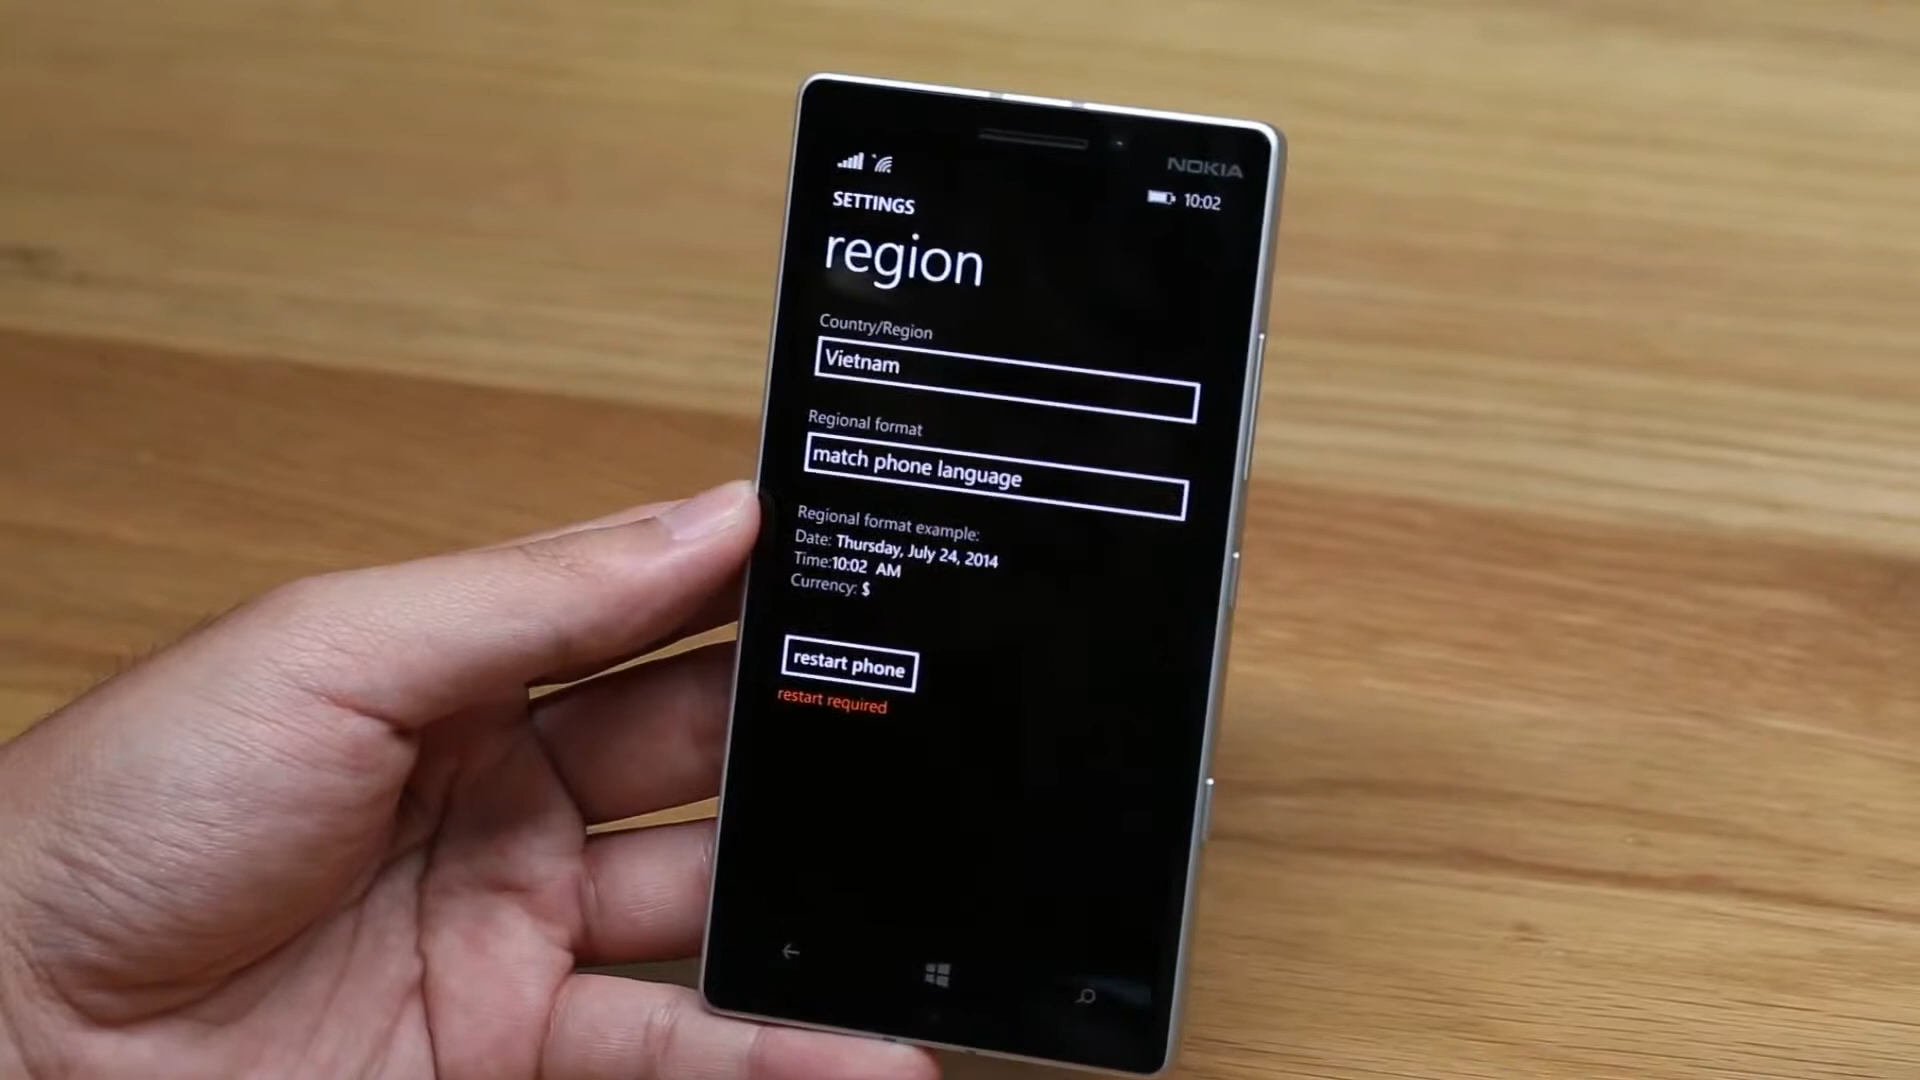 NOKIA
10:02
SETTINGS
region
Country/Region
Vietnam
Regional format
match phone language
Regional format example:
Date: Thursday, July 24, 2014
Time:10:02 AM
Currency: $
restart phone
restart required